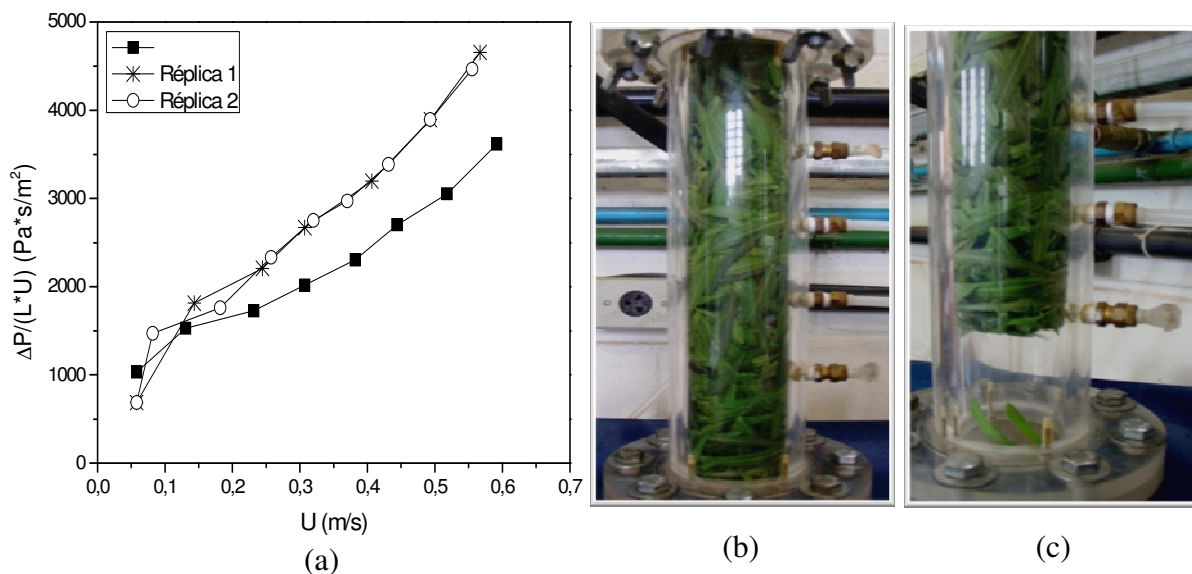 5000
4000
3000
2000
1000
0
ΔP/(L*U) (Pa*s/m²)
Réplica 1
Réplica 2
0,0 0,1 0,2 0,3 0,4 0,5 0,6 0,7
U (m/s)
(a)
(b)
(c)